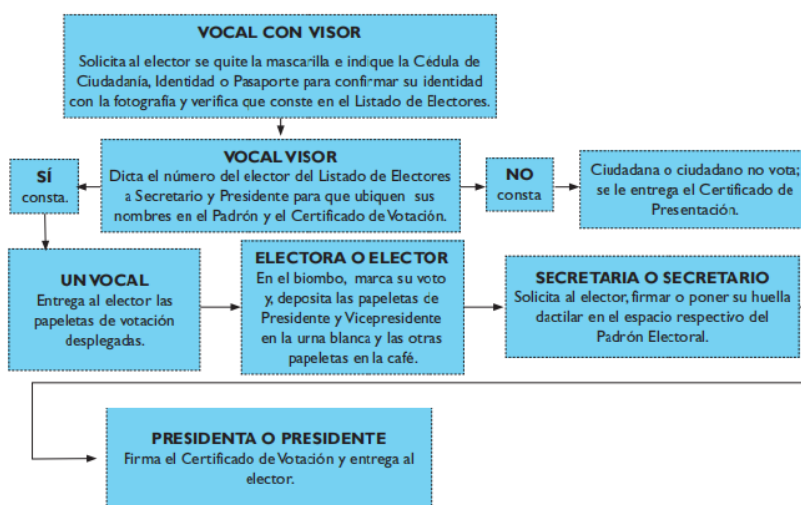 VOCAL CON VISOR
Solicita al elector se quite la mascarilla e indique la Cédula de
Ciudadanía, Identidad o Pasaporte para confirmar su identidad
con la fotografía y verifica que conste en el Listado de Electores.
VOCAL VISOR
Dicta el número del elector del Listado de Electores
a Secretario y Presidente para que ubiquen sus
nombres en el Padrón y el Certificado de Votación.
SÍ
consta.
NO
consta
Ciudadana o ciudadano no vota;
se le entrega el Certificado de
Presentación.
UN VOCAL
Entrega al elector las
papeletas de votación
desplegadas.
ELECTORA O ELECTOR
En el biombo, marca su voto
y, deposita las papeletas de
Presidente y Vicepresidente
en la urna blanca y las otras
papeletas en la café.
SECRETARIA O SECRETARIO
Solicita al elector, firmar o poner su huella
dactilar en el espacio respectivo del
Padrón Electoral.
PRESIDENTA O PRESIDENTE
Firma el Certificado de Votación y entrega al
elector.